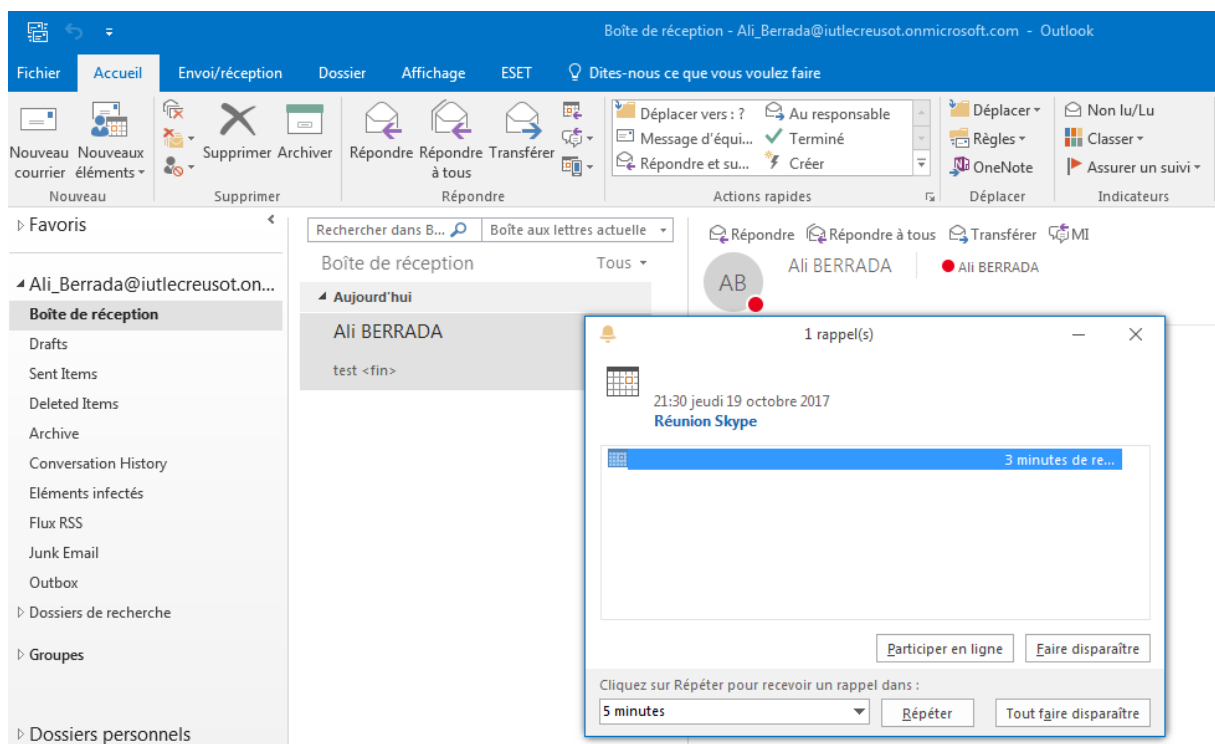 Boîte de réception - Ali_Berrada@iutlecreusot.onmicrosoft.com - Outlook
Fichier Accueil Envoi/réception Dossier Affichage ESET Dites-nous ce que vous voulez faire
Nouveau courrier
Nouveaux éléments
Nouveau
Supprimer
Archiver
Supprimer
Répondre
Répondre à tous
Transférer
Répondre
Déplacer vers : ?
Message d'équi...
Répondre et su...
Au responsable
Terminé
Créer
Actions rapides
Déplacer
Règles
OneNote
Déplacer
Non lu/Lu
Classer
Assurer un suivi
Indicateurs
Favoris
Ali_Berrada@iutlecreusot.on...
Boîte de réception
Drafts
Sent Items
Deleted Items
Archive
Conversation History
Eléments infectés
Flux RSS
Junk Email
Outbox
Dossiers de recherche
Groupes
Dossiers personnels
Rechercher dans B... Boîte aux lettres actuelle
Boîte de réception Tous
Aujourd'hui
Ali BERRADA
test <fin>
Répondre Répondre à tous Transférer MI
AB
Ali BERRADA Ali BERRADA
1 rappel(s)
21:30 jeudi 19 octobre 2017
Réunion Skype
3 minutes de re...
Participer en ligne Faire disparaître
Cliquez sur Répéter pour recevoir un rappel dans :
5 minutes Répéter Tout faire disparaître